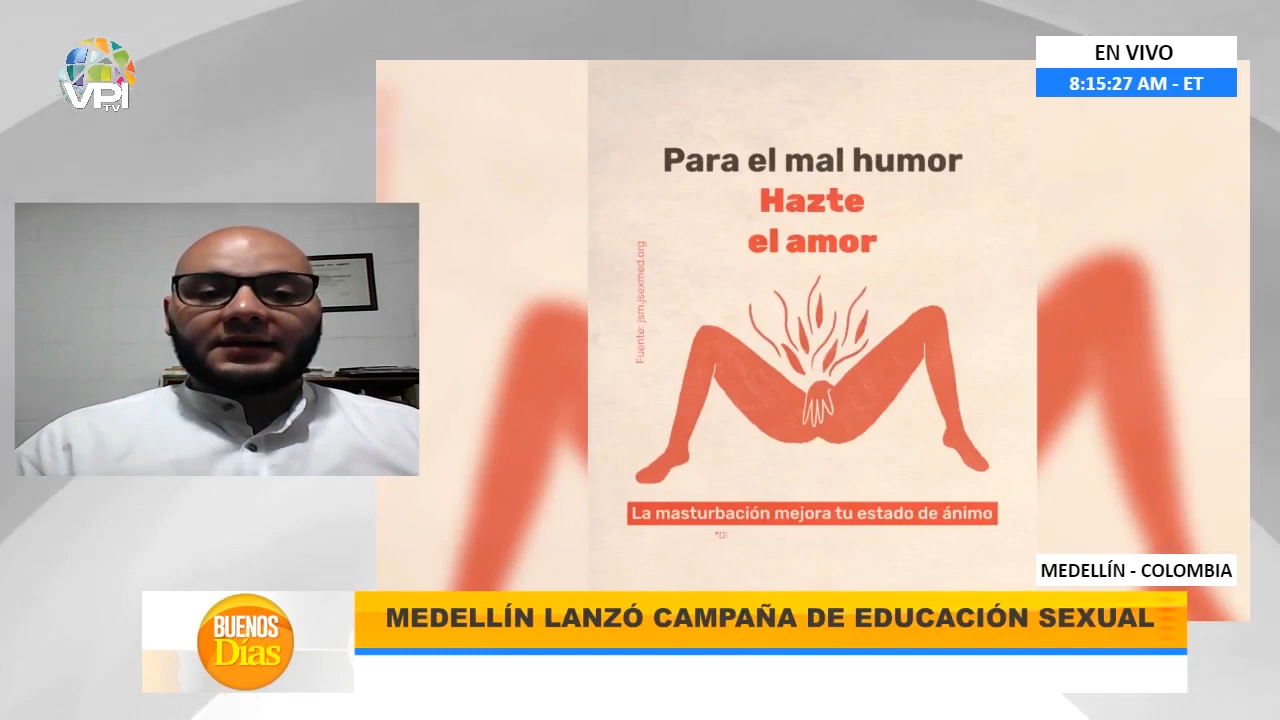 VPI
TV
EN VIVO
8:15:27 AM - ET
Para el mal humor
Hazte
el amor
Fuente: jsm.jsexmed.org
La masturbación mejora tu estado de ánimo
MEDELLÍN - COLOMBIA
BUENOS
Días
MEDELLÍN LANZÓ CAMPAÑA DE EDUCACIÓN SEXUAL